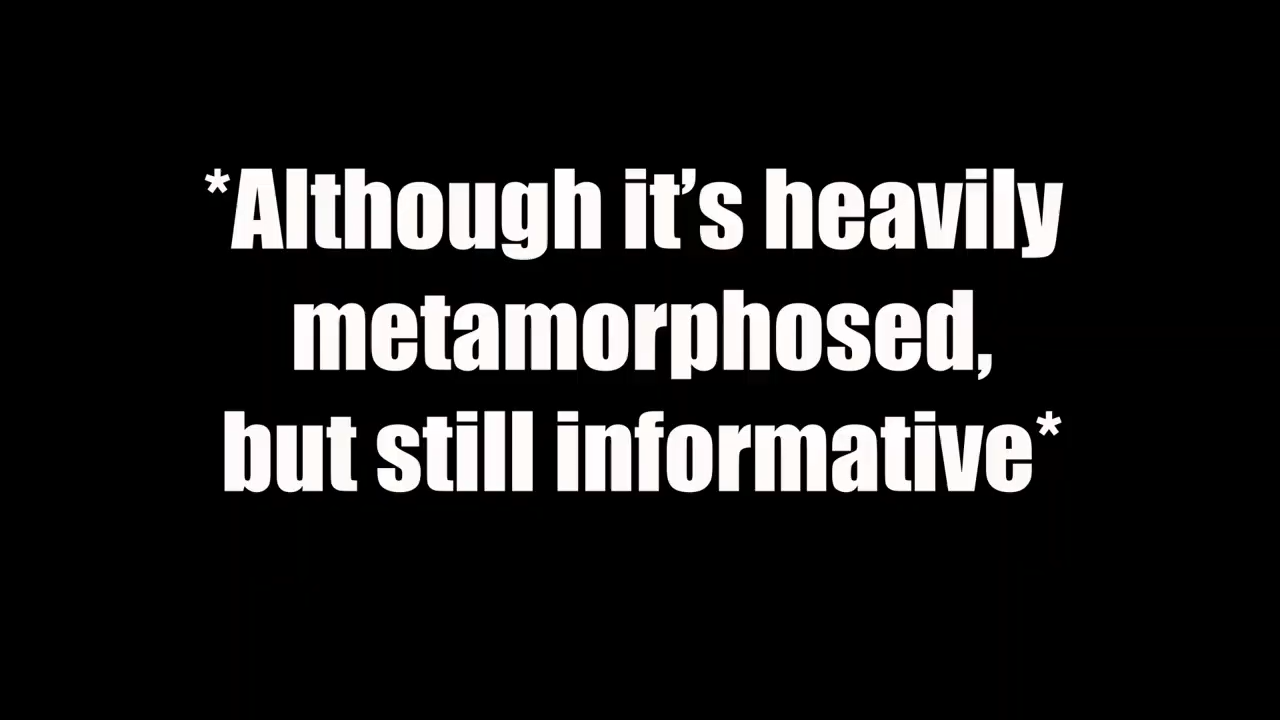 *Although it’s heavily
metamorphosed,
but still informative*